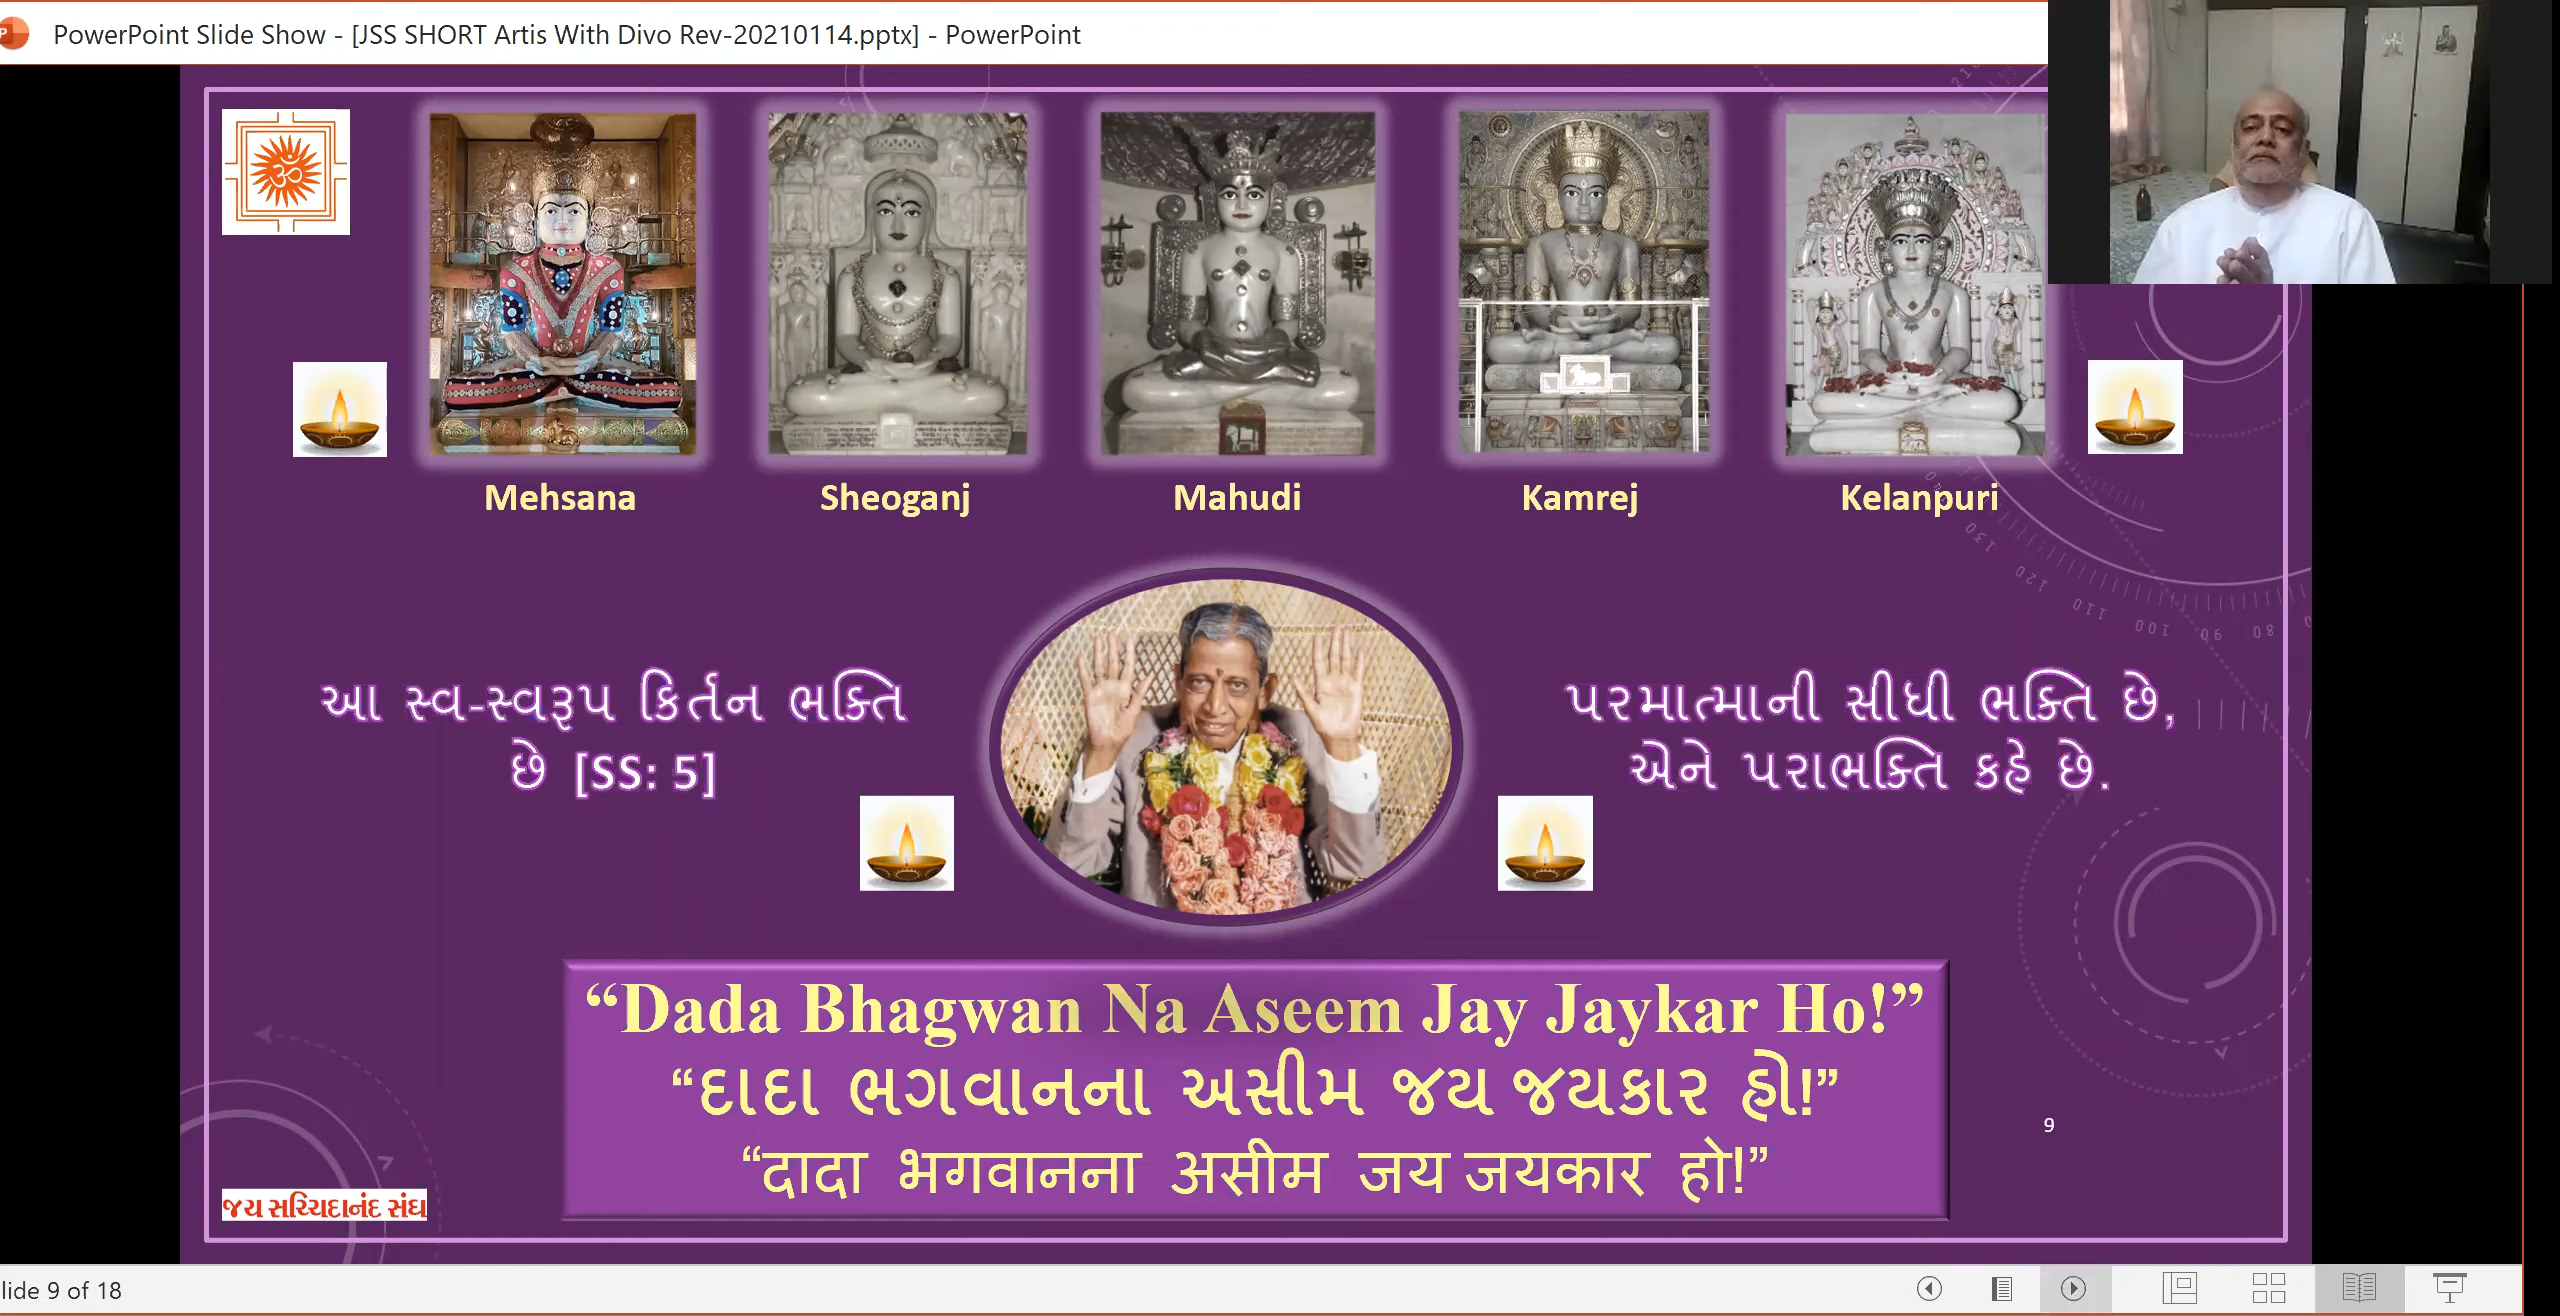 PowerPoint Slide Show - [JSS SHORT Artis With Divo Rev-20210114.pptx] - PowerPoint
Mehsana
Sheoganj
Mahudi
Kamrej
Kelanpuri
આ સ્વ-સ્વરૂપ કિર્તન ભક્તિ
છે [SS: 5]
પરમાત્માની સીધી ભક્તિ છે,
એને પરાભક્તિ કહે છે.
“Dada Bhagwan Na Aseem Jay Jaykar Ho!”
“દાદા ભગવાનના અસીમ જય જયકાર હો!”
“दादा भगवानना असीम जय जयकार हो!”
9
જય સચ્ચિદાનંદ સંઘ
lide 9 of 18